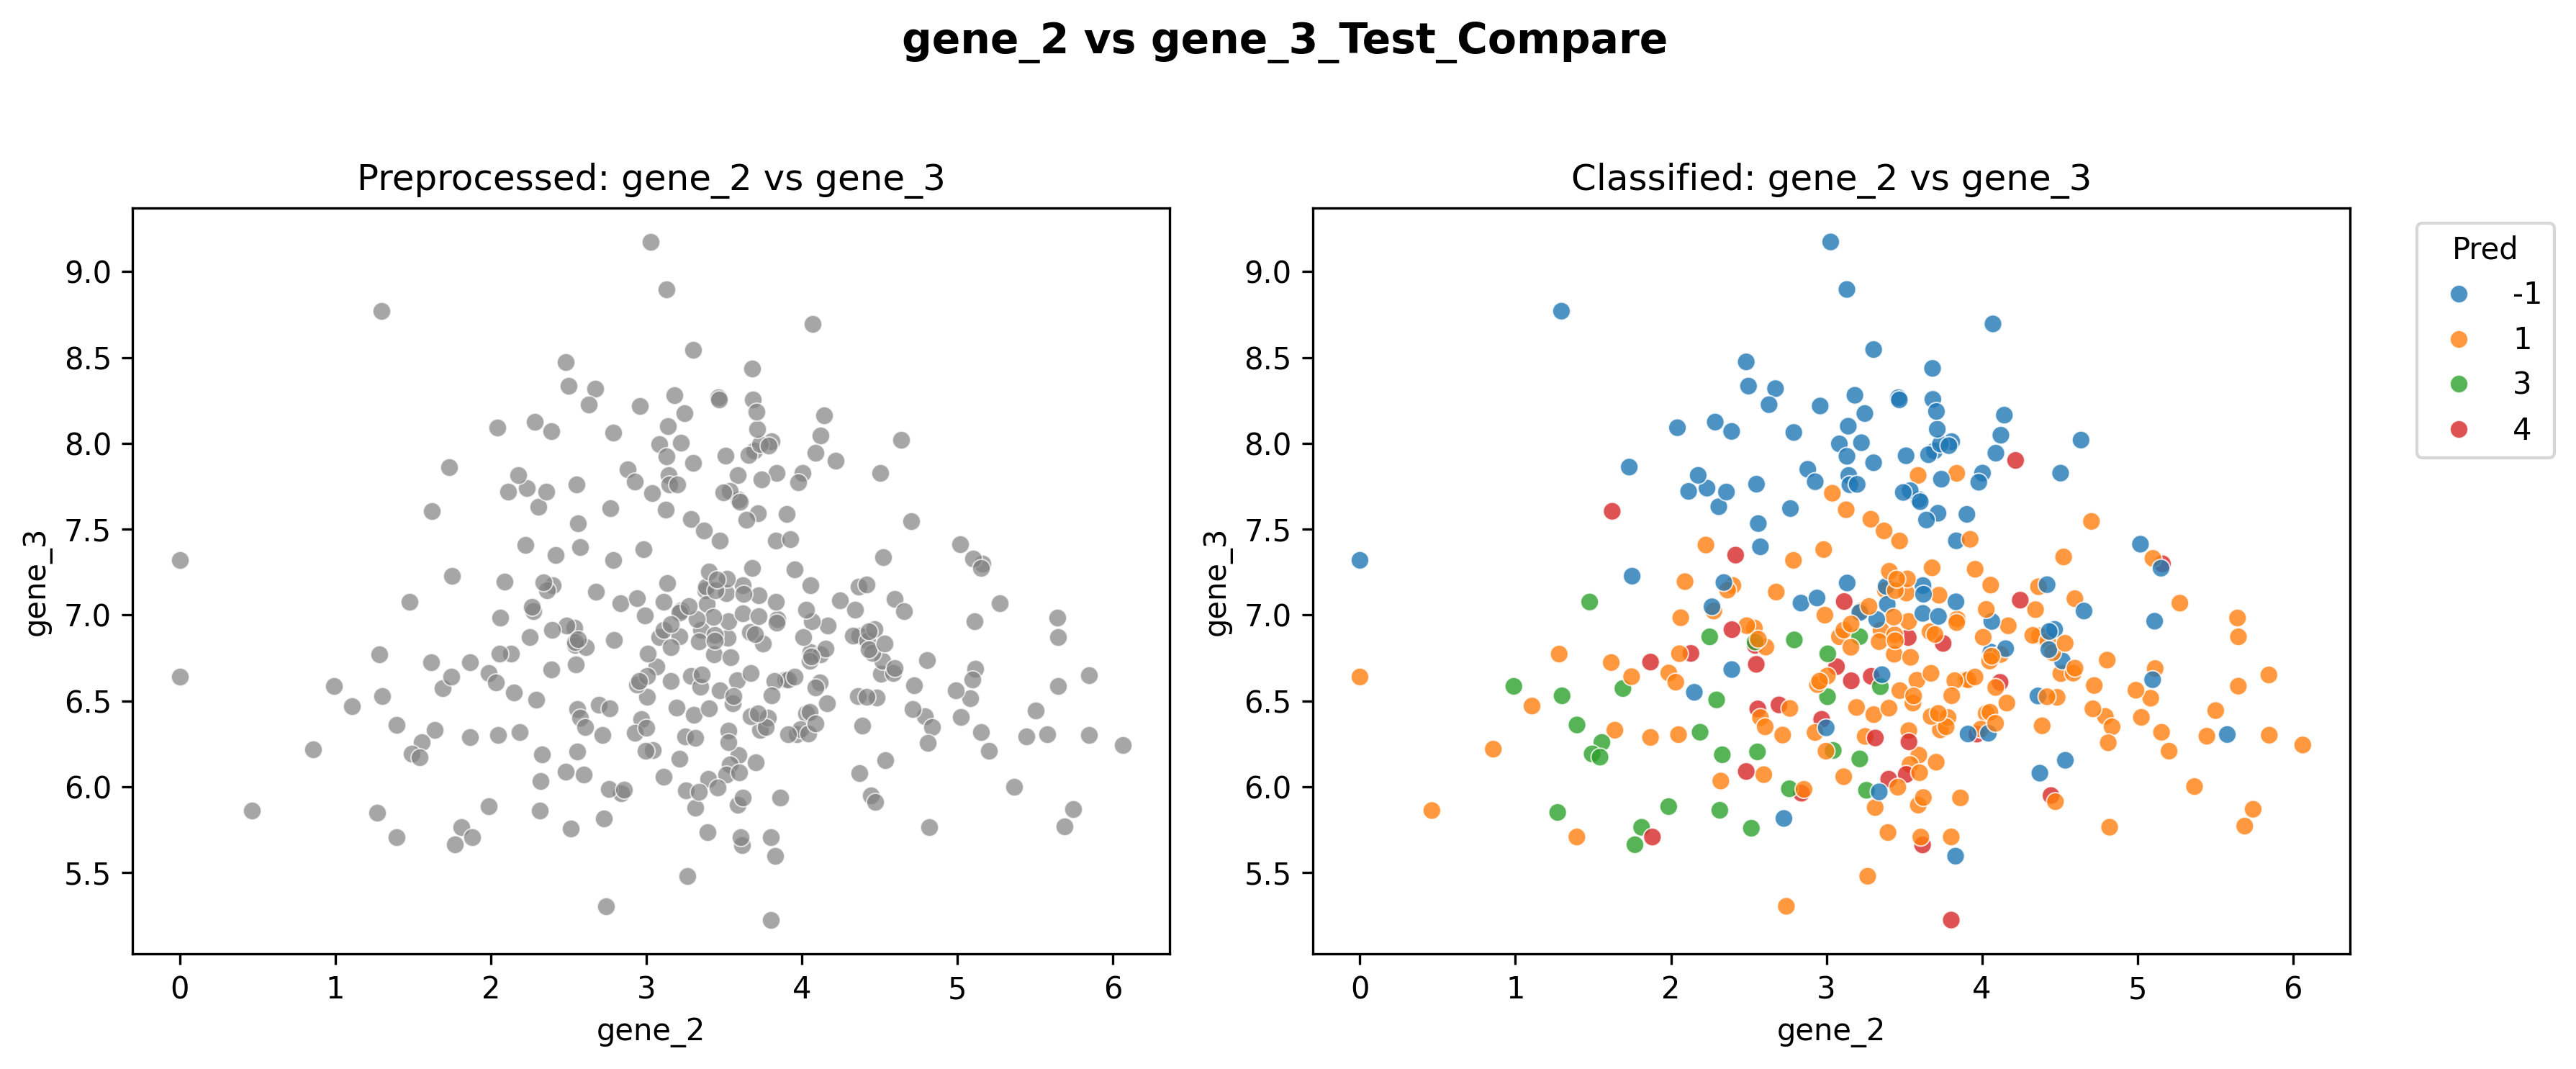 gene_2 vs gene_3_Test_Compare
Preprocessed: gene_2 vs gene_3
9.0
8.5
8.0
7.5
7.0
6.5
6.0
5.5
gene_3
0 1 2 3 4 5 6
gene_2
Classified: gene_2 vs gene_3
9.0
8.5
8.0
7.5
7.0
6.5
6.0
5.5
gene_3
0 1 2 3 4 5 6
gene_2
Pred
-1
1
3
4